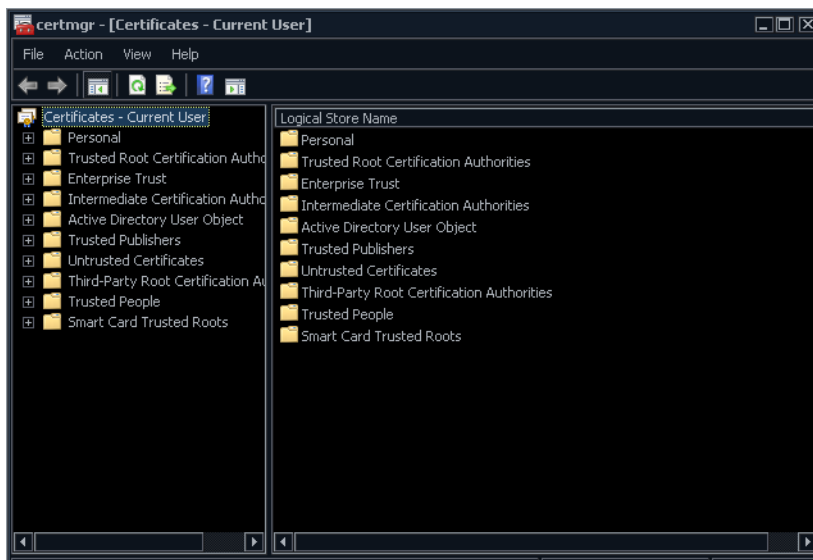 certmgr - [Certificates - Current User]
File Action View Help
Certificates - Current User
Personal
Trusted Root Certification Autho
Enterprise Trust
Intermediate Certification Autho
Active Directory User Object
Trusted Publishers
Untrusted Certificates
Third-Party Root Certification Au
Trusted People
Smart Card Trusted Roots
Logical Store Name
Personal
Trusted Root Certification Authorities
Enterprise Trust
Intermediate Certification Authorities
Active Directory User Object
Trusted Publishers
Untrusted Certificates
Third-Party Root Certification Authorities
Trusted People
Smart Card Trusted Roots